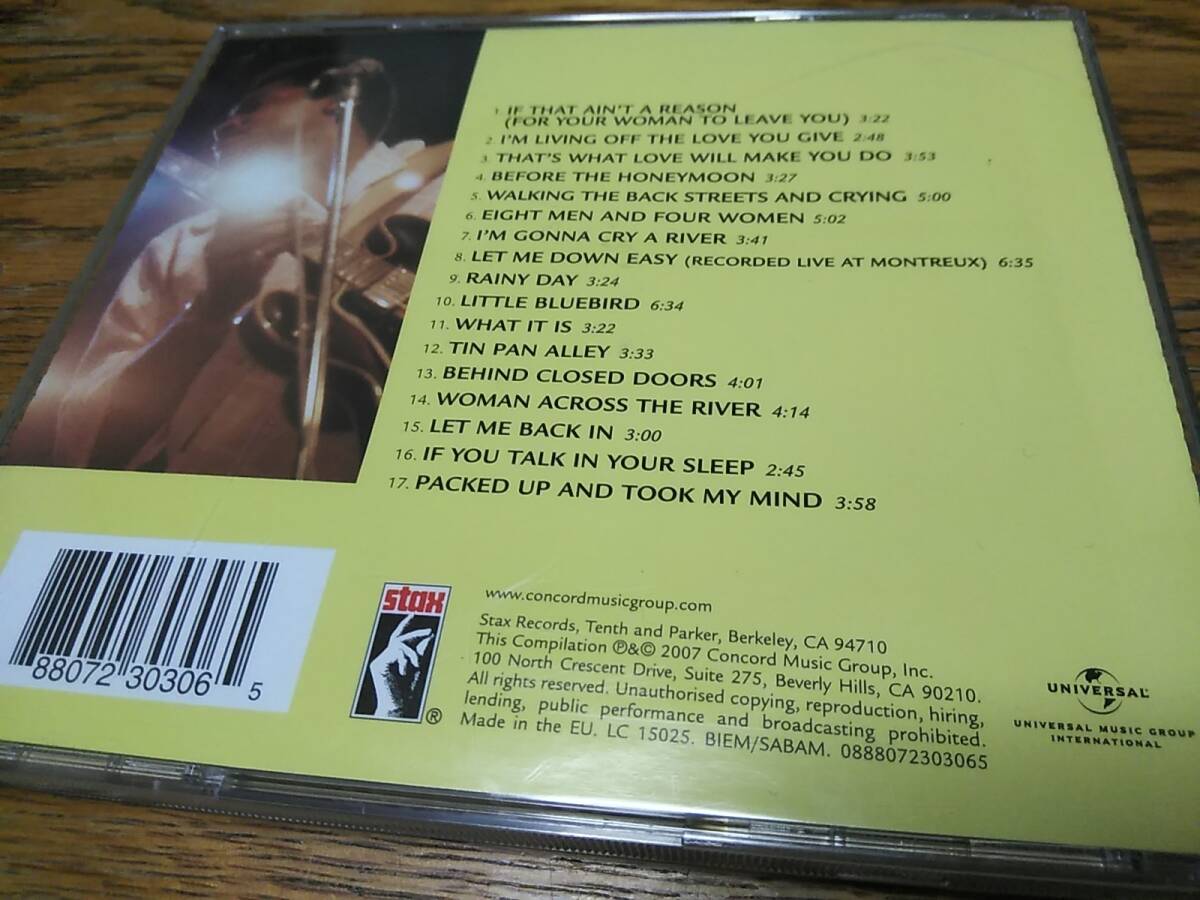 1. IF THAT AIN'T A REASON
(FOR YOUR WOMAN TO LEAVE YOU) 3:22
2. I'M LIVING OFF THE LOVE YOU GIVE 2:48
3. THAT'S WHAT LOVE WILL MAKE YOU DO 3:53
4. BEFORE THE HONEYMOON 3:27
5. WALKING THE BACK STREETS AND CRYING 5:00
6. EIGHT MEN AND FOUR WOMEN 5:02
7. I'M GONNA CRY A RIVER 3:41
8. LET ME DOWN EASY (RECORDED LIVE AT MONTREUX) 6:35
9. RAINY DAY 3:24
10. LITTLE BLUEBIRD 6:34
11. WHAT IT IS 3:22
12. TIN PAN ALLEY 3:33
13. BEHIND CLOSED DOORS 4:01
14. WOMAN ACROSS THE RIVER 4:14
15. LET ME BACK IN 3:00
16. IF YOU TALK IN YOUR SLEEP 2:45
17. PACKED UP AND TOOK MY MIND 3:58
88072 30306 5
stax
®
www.concordmusicgroup.com
Stax Records, Tenth and Parker, Berkeley, CA 94710
This Compilation ℗&© 2007 Concord Music Group, Inc.
100 North Crescent Drive, Suite 275, Beverly Hills, CA 90210.
All rights reserved. Unauthorised copying, reproduction, hiring,
lending, public performance and broadcasting prohibited.
Made in the EU. LC 15025. BIEM/SABAM. 0888072303065
UNIVERSAL
UNIVERSAL MUSIC GROUP
INTERNATIONAL